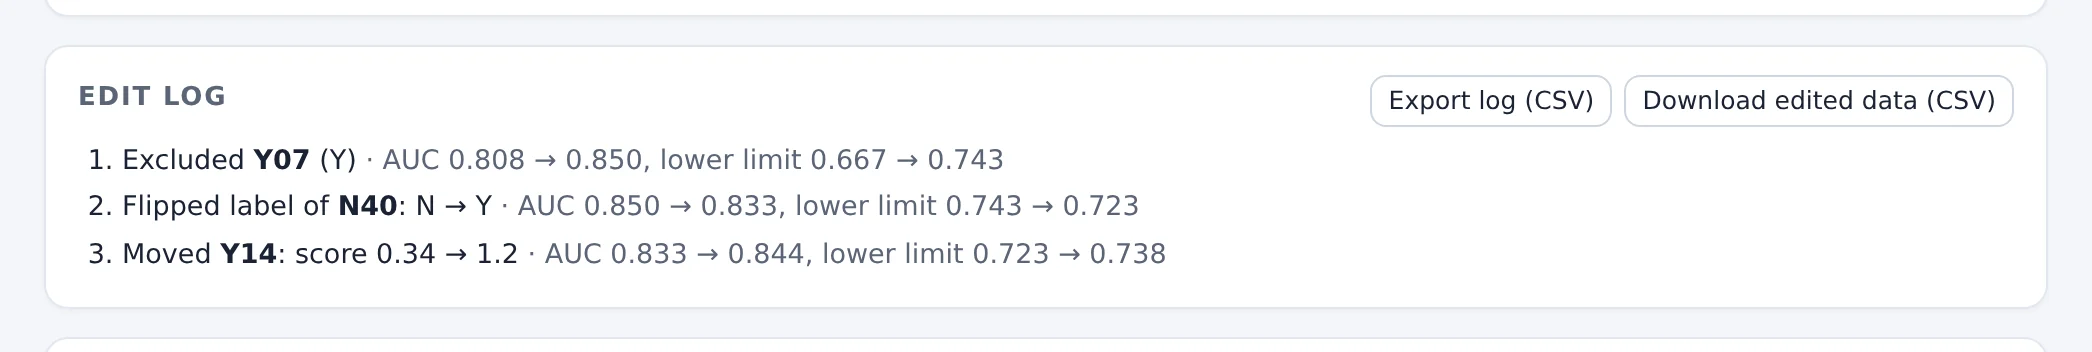 EDIT LOG
Export log (CSV)
Download edited data (CSV)
1. Excluded Y07 (Y) · AUC 0.808 → 0.850, lower limit 0.667 → 0.743
2. Flipped label of N40: N → Y · AUC 0.850 → 0.833, lower limit 0.743 → 0.723
3. Moved Y14: score 0.34 → 1.2 · AUC 0.833 → 0.844, lower limit 0.723 → 0.738